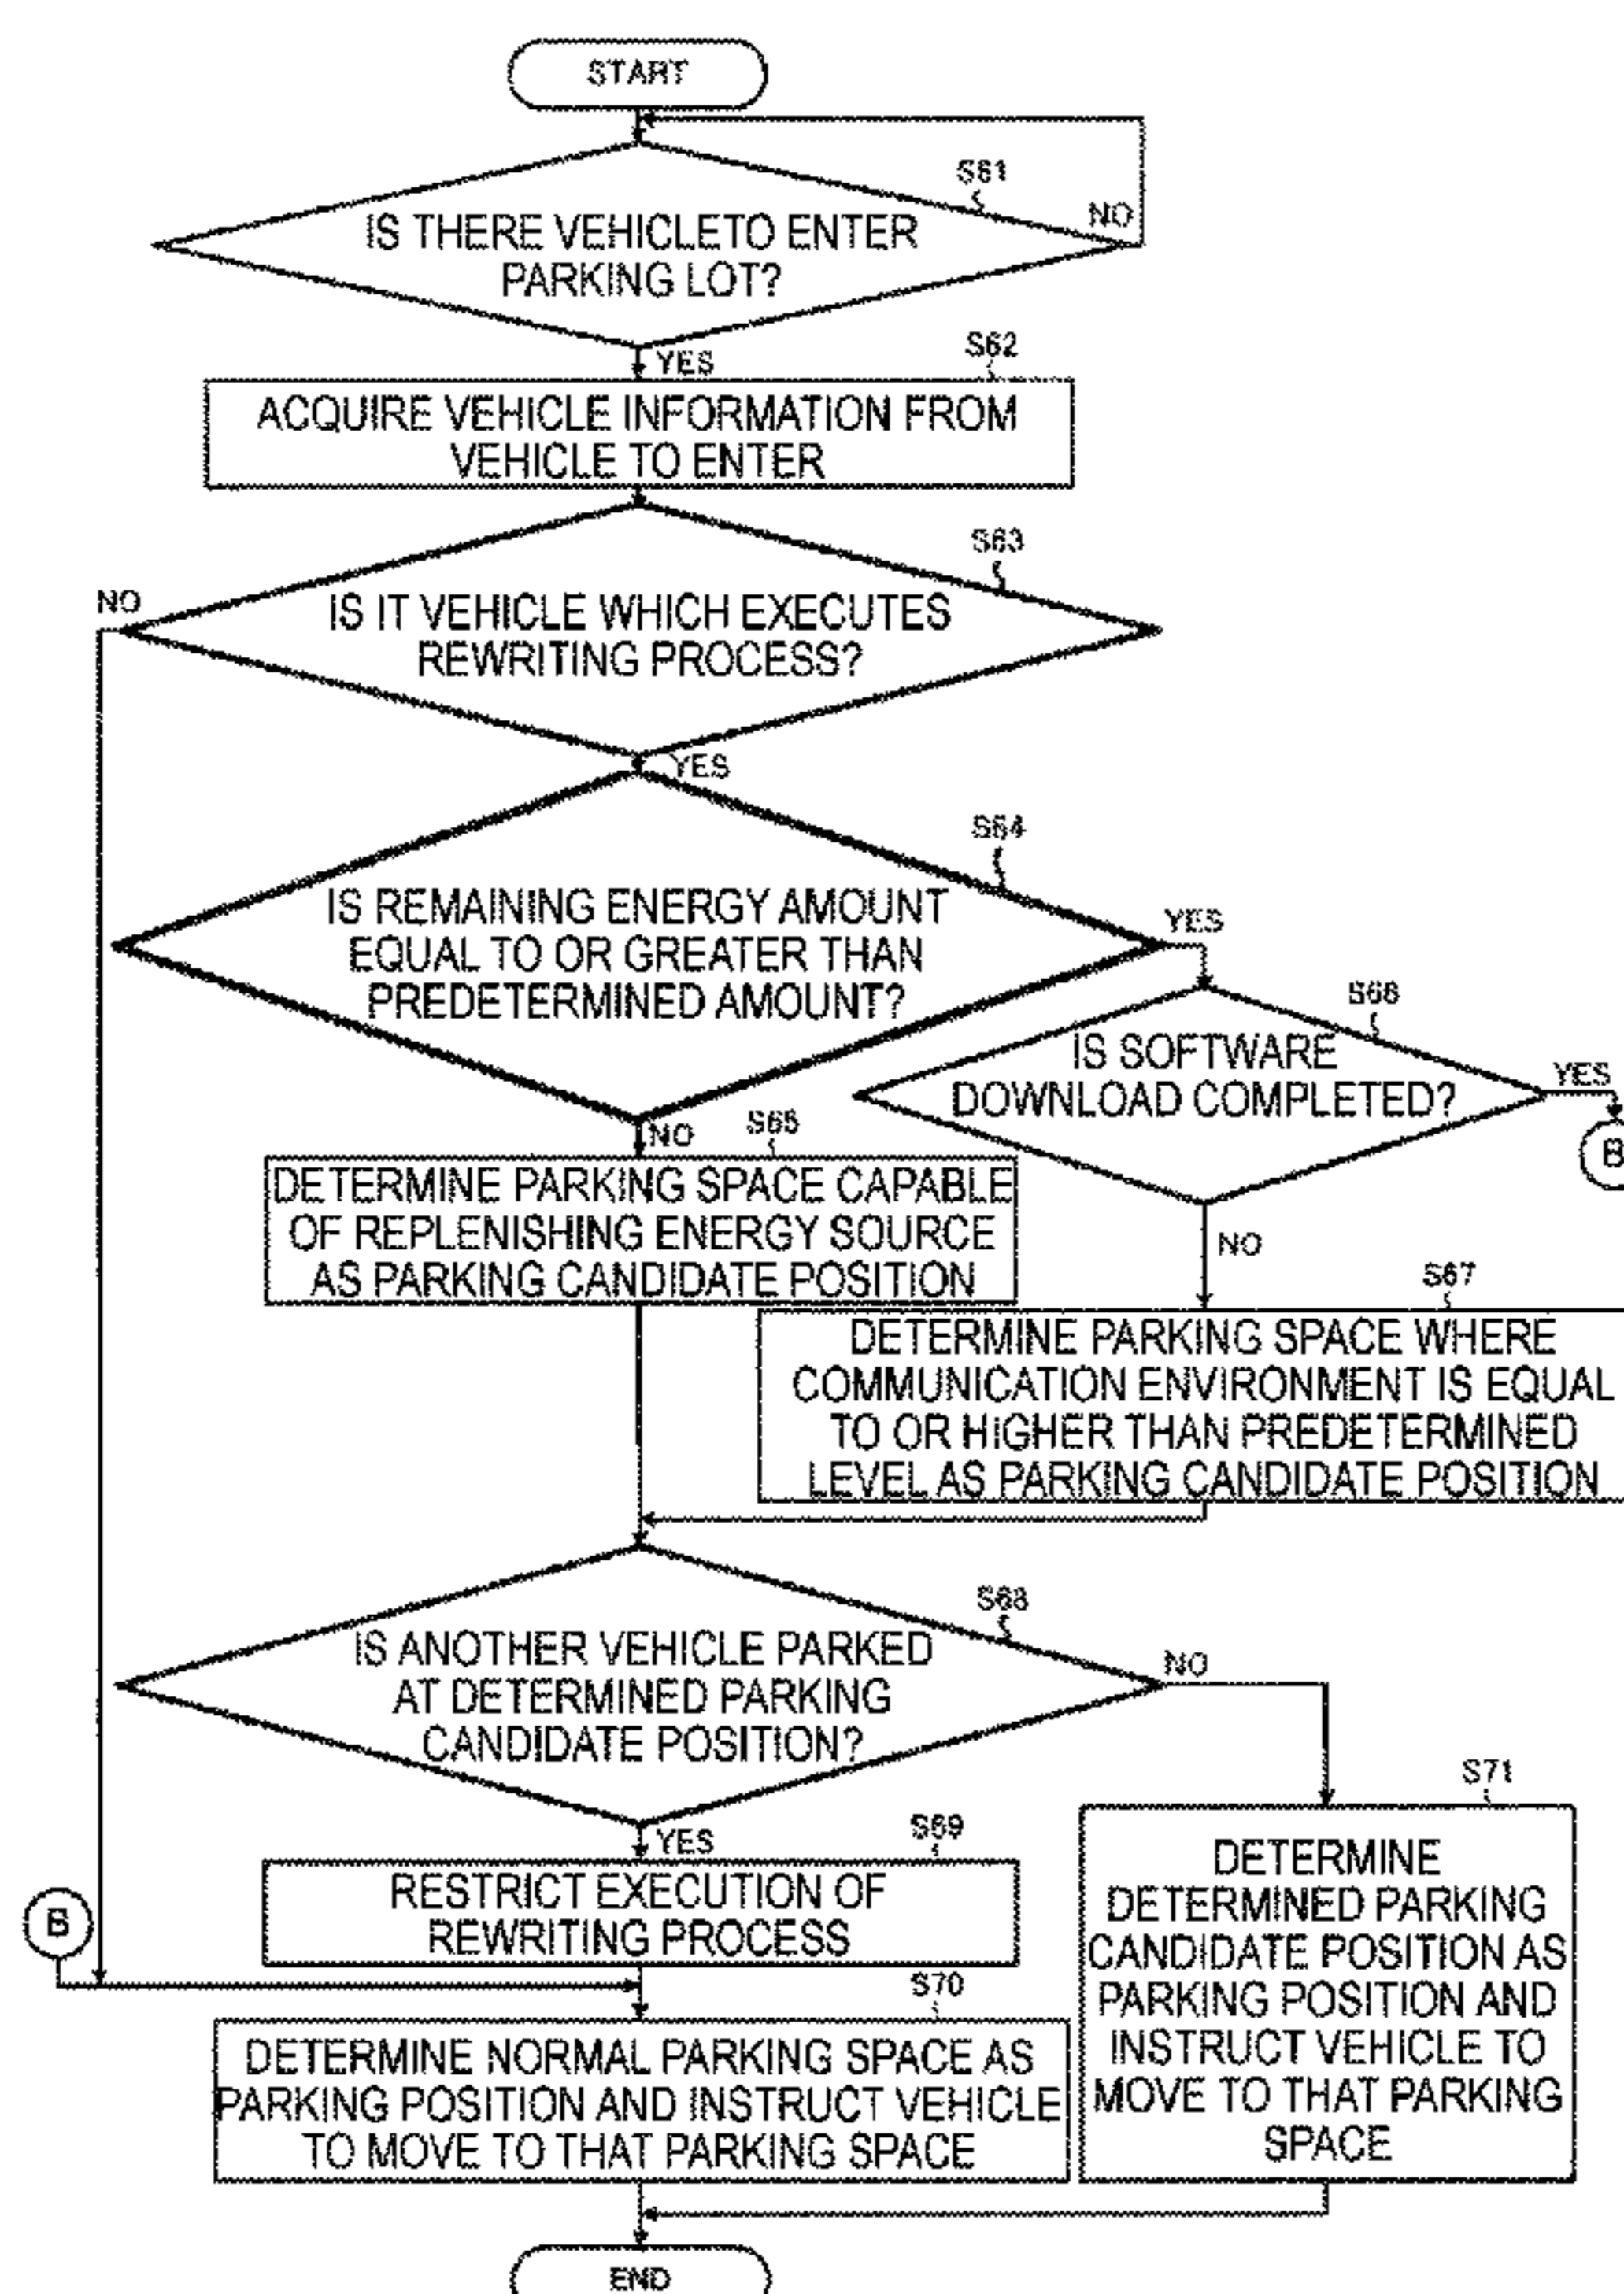 START
S61
NO
IS THERE VEHICLETO ENTER
PARKING LOT?
YES
S62
ACQUIRE VEHICLE INFORMATION FROM
VEHICLE TO ENTER
S63
NO
IS IT VEHICLE WHICH EXECUTES
REWRITING PROCESS?
YES
S64
IS REMAINING ENERGY AMOUNT
EQUAL TO OR GREATER THAN
PREDETERMINED AMOUNT?
YES
S66
IS SOFTWARE
DOWNLOAD COMPLETED?
YES
B
NO
S65
DETERMINE PARKING SPACE CAPABLE
OF REPLENISHING ENERGY SOURCE
AS PARKING CANDIDATE POSITION
NO
S67
DETERMINE PARKING SPACE WHERE
COMMUNICATION ENVIRONMENT IS EQUAL
TO OR HIGHER THAN PREDETERMINED
LEVEL AS PARKING CANDIDATE POSITION
S68
IS ANOTHER VEHICLE PARKED
AT DETERMINED PARKING
CANDIDATE POSITION?
NO
YES
S69
RESTRICT EXECUTION OF
REWRITING PROCESS
B
S70
DETERMINE NORMAL PARKING SPACE AS
PARKING POSITION AND INSTRUCT VEHICLE
TO MOVE TO THAT PARKING SPACE
S71
DETERMINE
DETERMINED PARKING
CANDIDATE POSITION AS
PARKING POSITION AND
INSTRUCT VEHICLE TO
MOVE TO THAT PARKING
SPACE
END